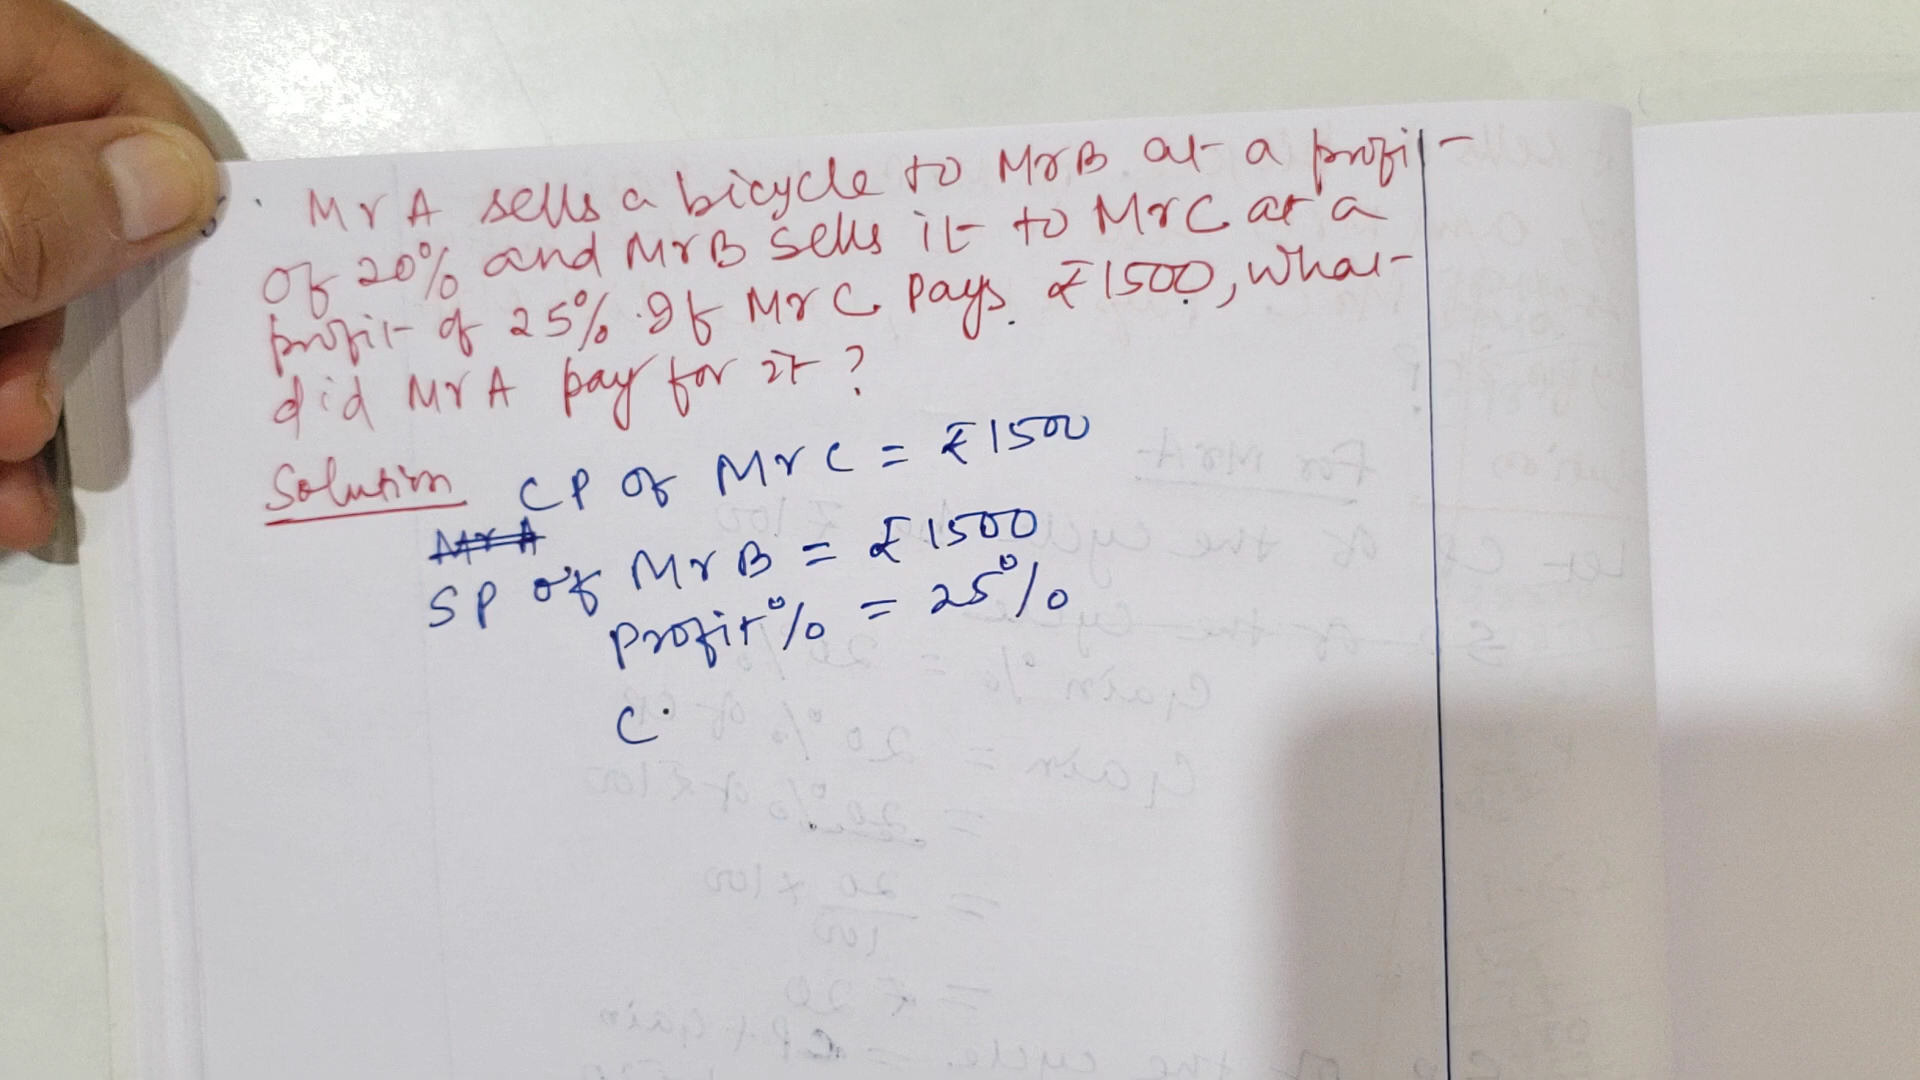 Mr A sells a bicycle to Mr B at a profit
of 20% and Mr B sells it to Mr C at a
profit of 25%. If Mr C pays ₹1500, what
did Mr A pay for it?
Solution CP of Mr C = ₹1500
Mr A
SP of Mr B = ₹1500
Profit% = 25%
C.